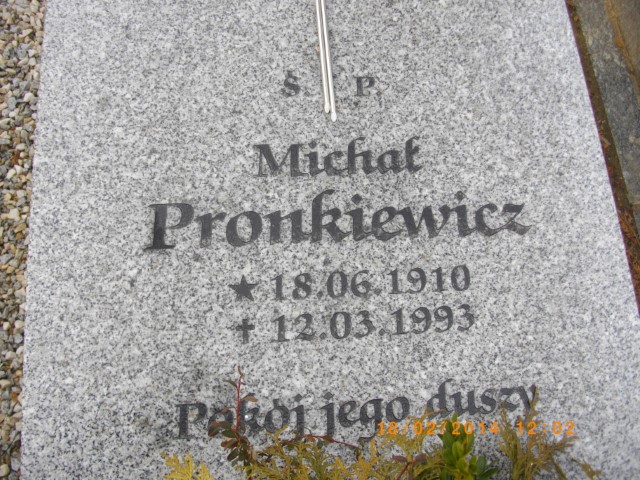 Ś. P.
Michał
Pronkiewicz
★ 18.06.1910
✝ 12.03.1993
Pokój jego duszy
18/02/2014 12:02